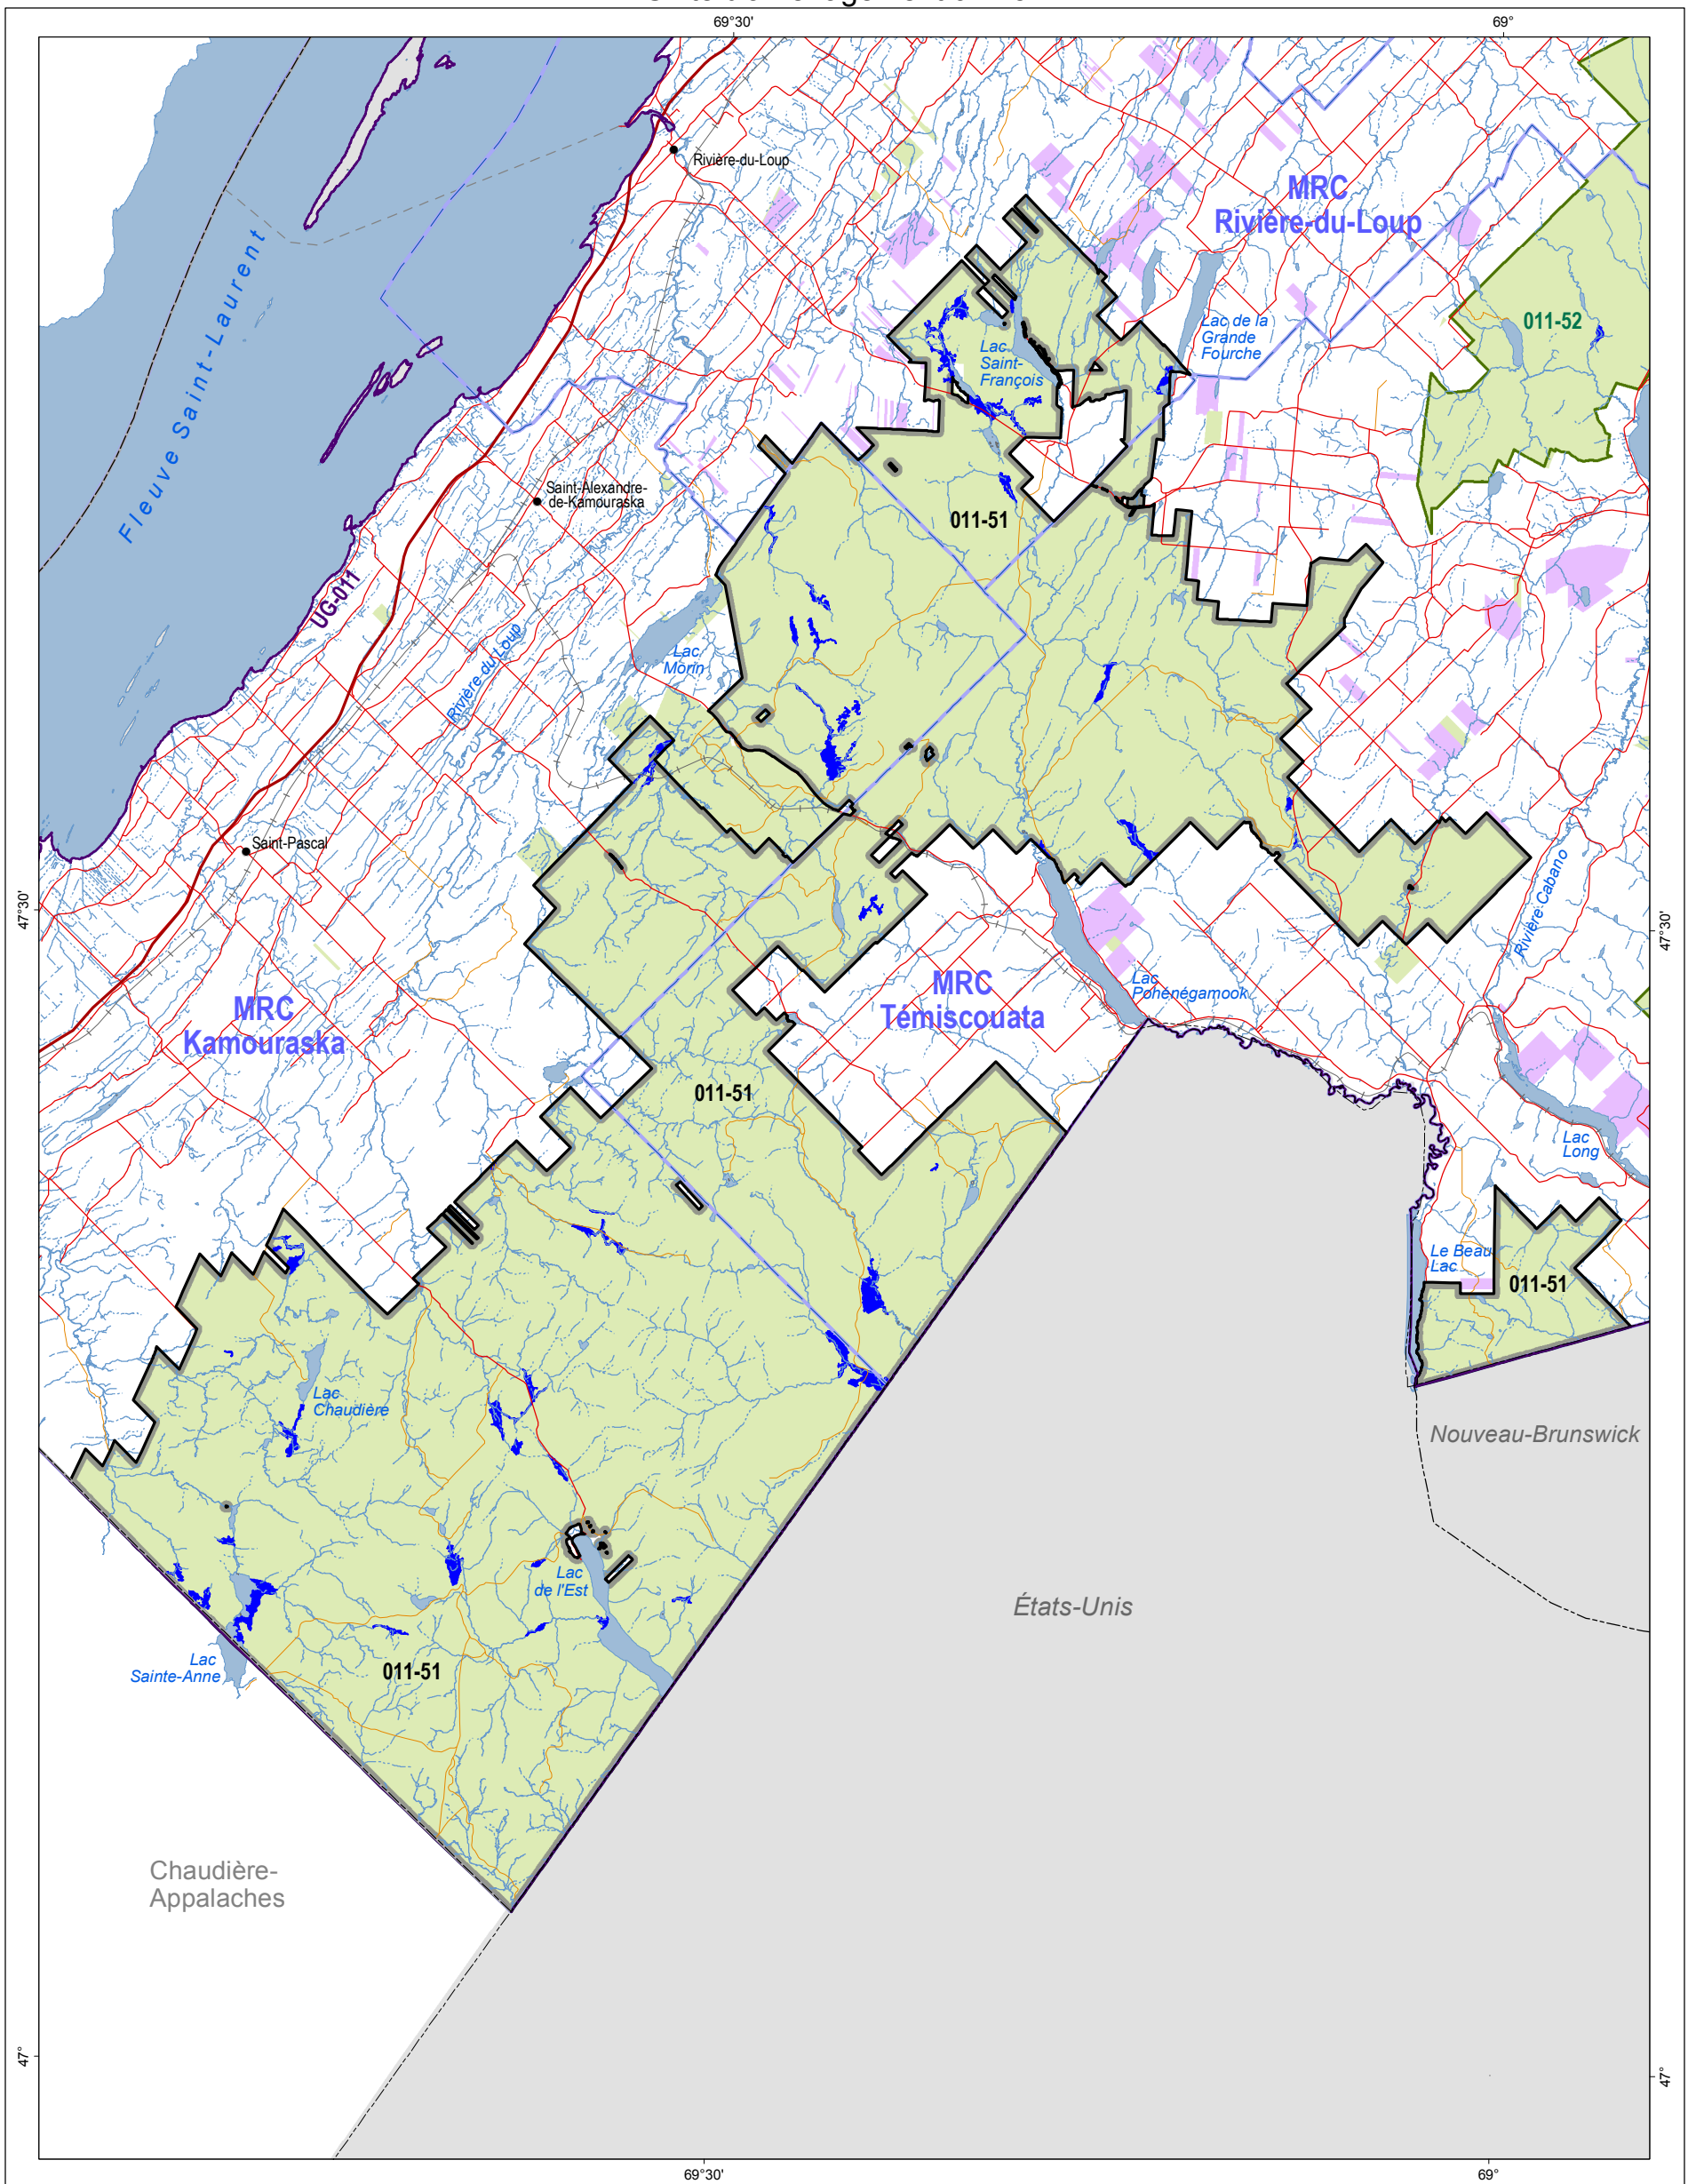 69°30'
69°
Rivière-du-Loup
MRC
Rivière-du-Loup
Fleuve Saint-Laurent
Lac de la
Grande
Fourche
011-52
Lac
Saint-
François
Saint-Alexandre-
de-Kamouraska
011-51
UG-011
Rivière du Loup
Lac
Morin
Saint-Pascal
Rivière Cabano
47°30'
47°30'
MRC
Kamouraska
MRC
Témiscouata
Lac
Pohénégamook
011-51
Lac
Long
Le Beau
Lac
011-51
Lac
Chaudière
Nouveau-Brunswick
Lac
de l'Est
États-Unis
Lac
Sainte-Anne
011-51
Chaudière-
Appalaches
47°
47°
69°30'
69°